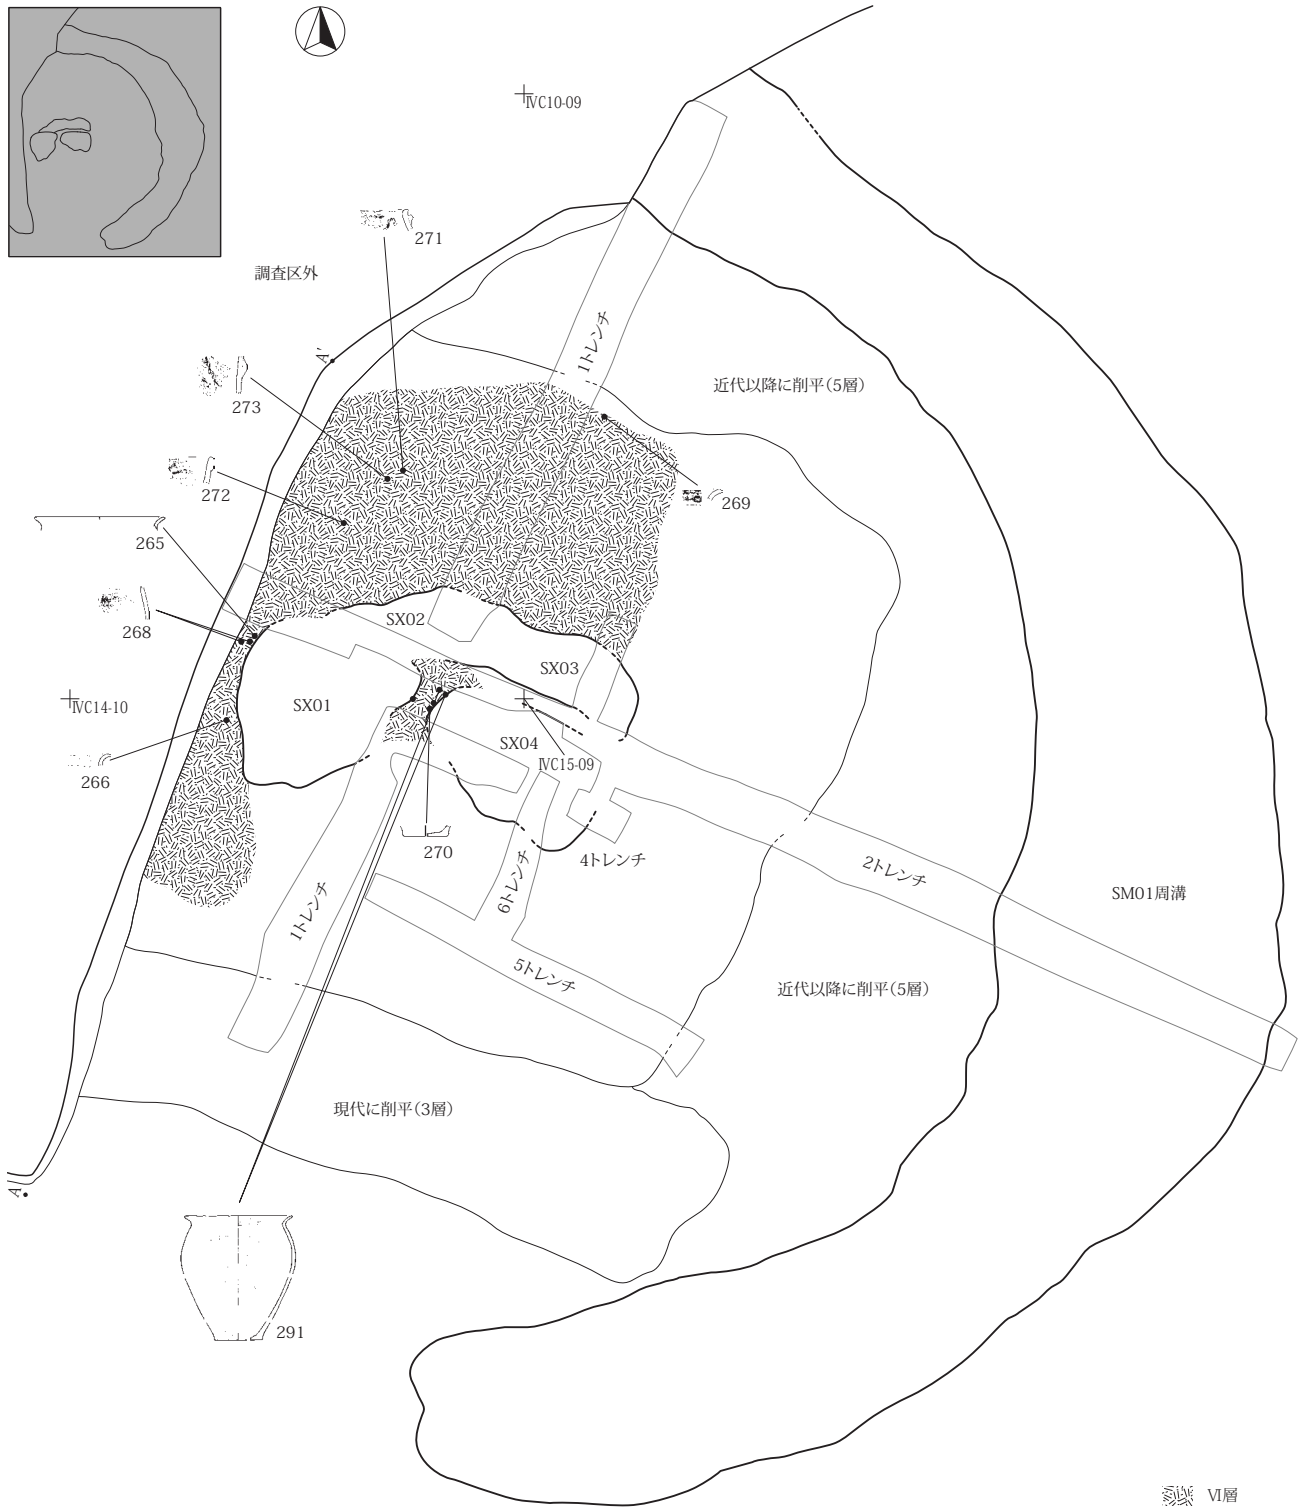 ⅣC10-09
271
調査区外
A'
1トレンチ
近代以降に削平(5層)
273
272
269
265
268
SX02
SX03
ⅣC14-10
SX01
SX04
ⅣC15-09
266
270
4トレンチ
6トレンチ
2トレンチ
SM01周溝
1トレンチ
5トレンチ
近代以降に削平(5層)
現代に削平(3層)
A
291
Ⅵ層